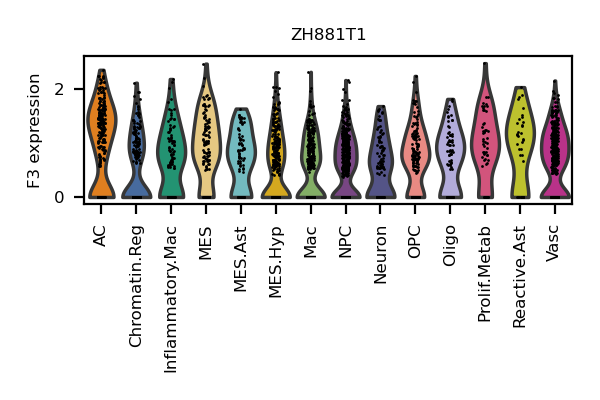 ZH881T1
F3 expression
2
0
AC
Chromatin.Reg
Inflammatory.Mac
MES
MES.Ast
MES.Hyp
Mac
NPC
Neuron
OPC
Oligo
Prolif.Metab
Reactive.Ast
Vasc